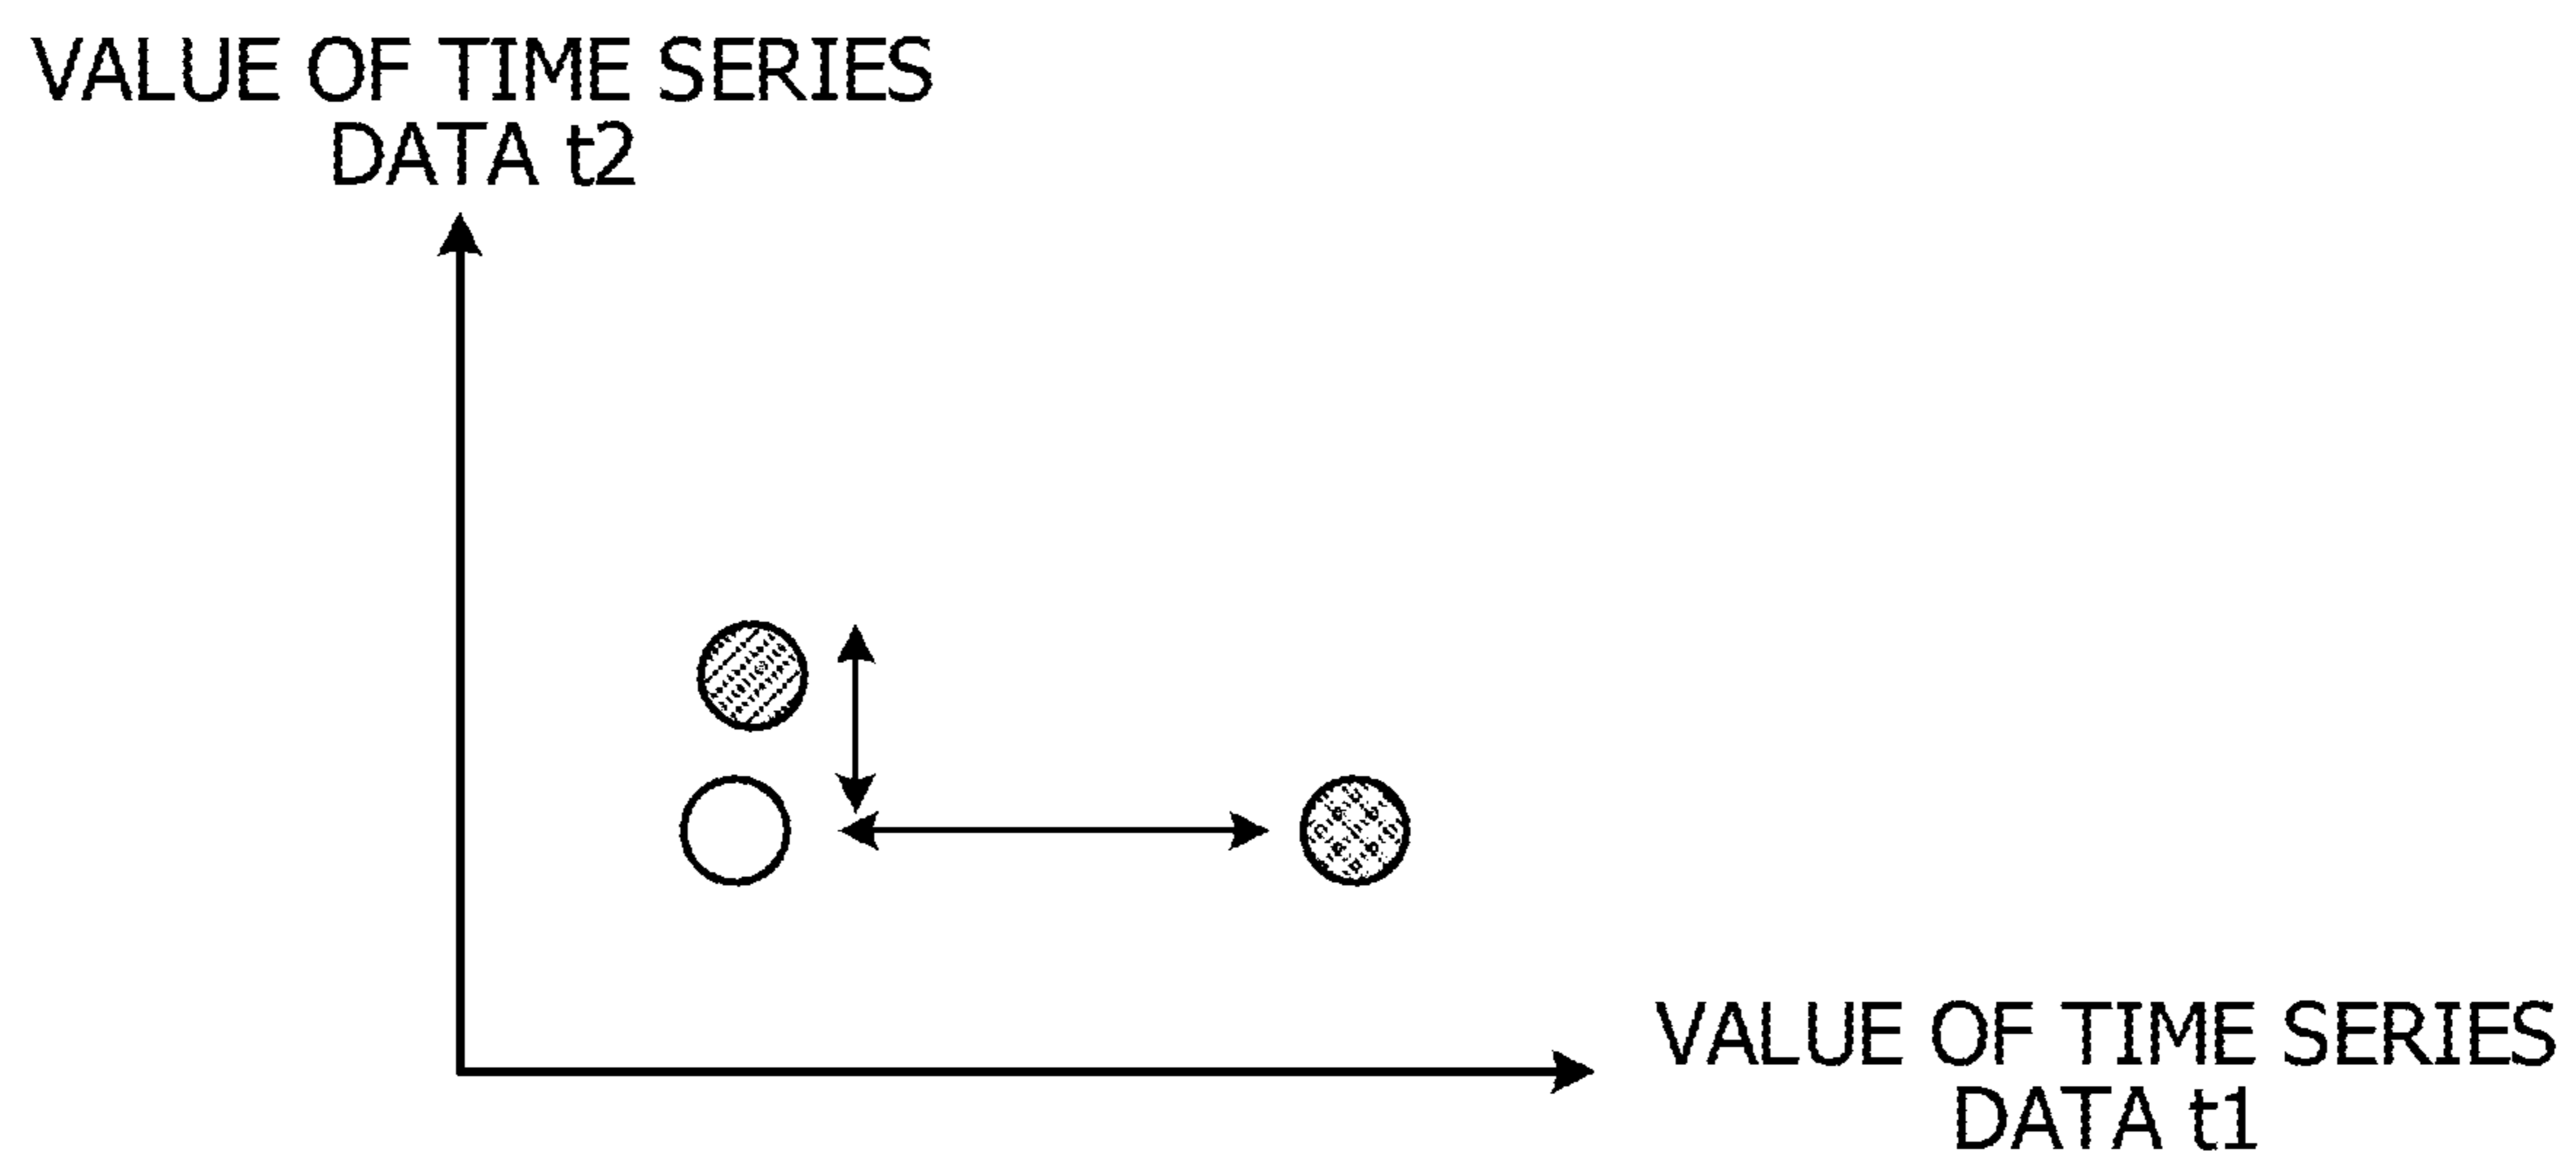 VALUE OF TIME SERIES
DATA t2
VALUE OF TIME SERIES
DATA t1